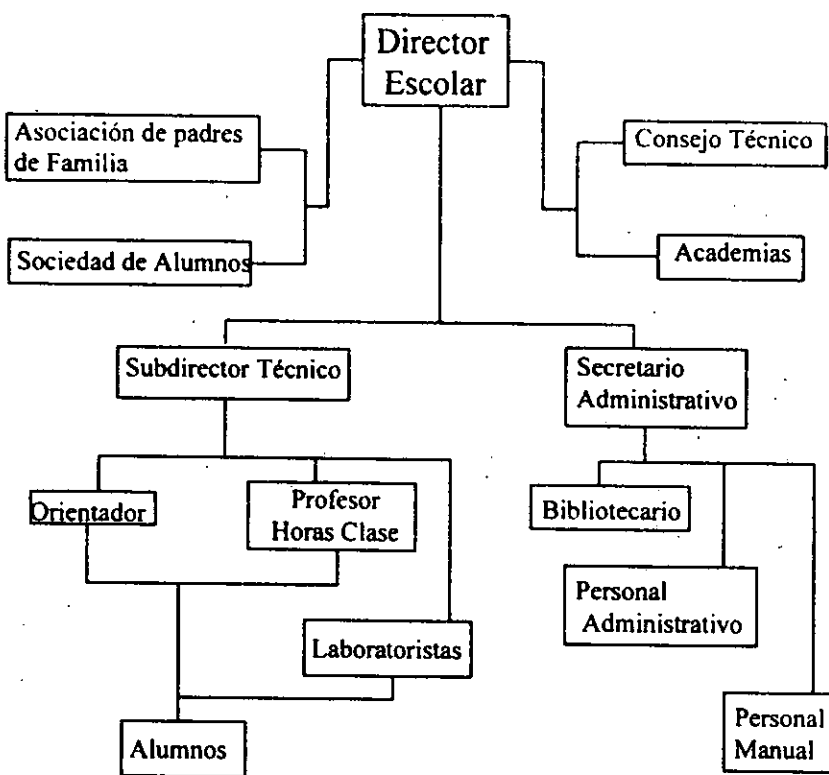 Director
Escolar
Asociación de padres
de Familia
Consejo Técnico
Sociedad de Alumnos
Academias
Subdirector Técnico
Secretario
Administrativo
Orientador
Profesor
Horas Clase
Bibliotecario
Personal
Administrativo
Laboratoristas
Alumnos
Personal
Manual